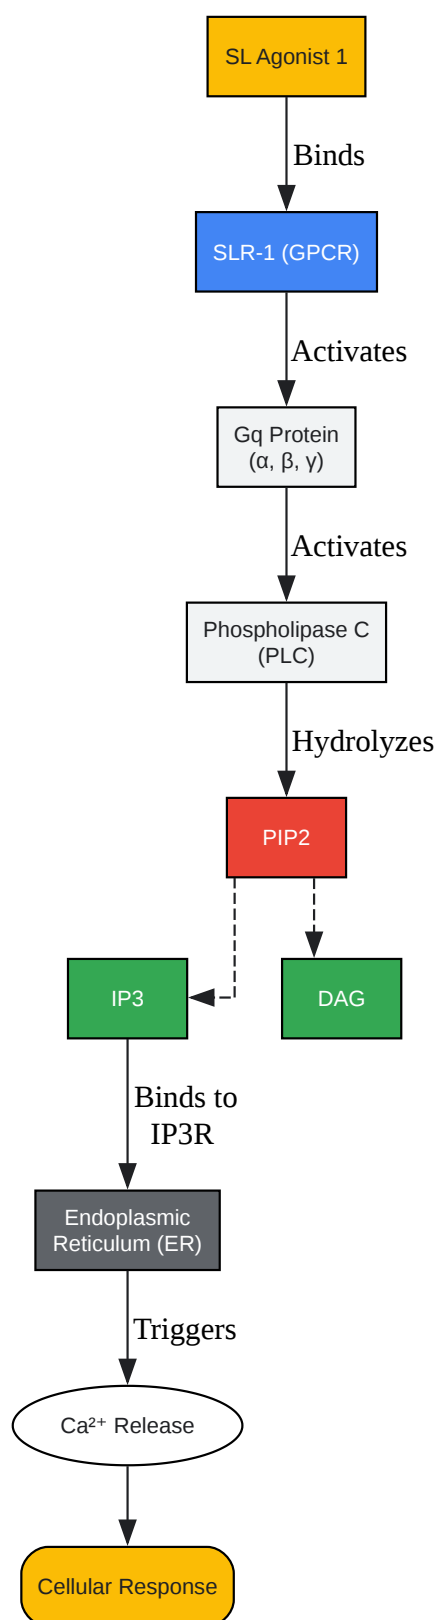 SL Agonist 1
Binds
SLR-1 (GPCR)
Activates
Gq Protein
(α, β, γ)
Activates
Phospholipase C
(PLC)
Hydrolyzes
PIP2
IP3
DAG
Binds to
IP3R
Endoplasmic
Reticulum (ER)
Triggers
Ca²⁺ Release
Cellular Response